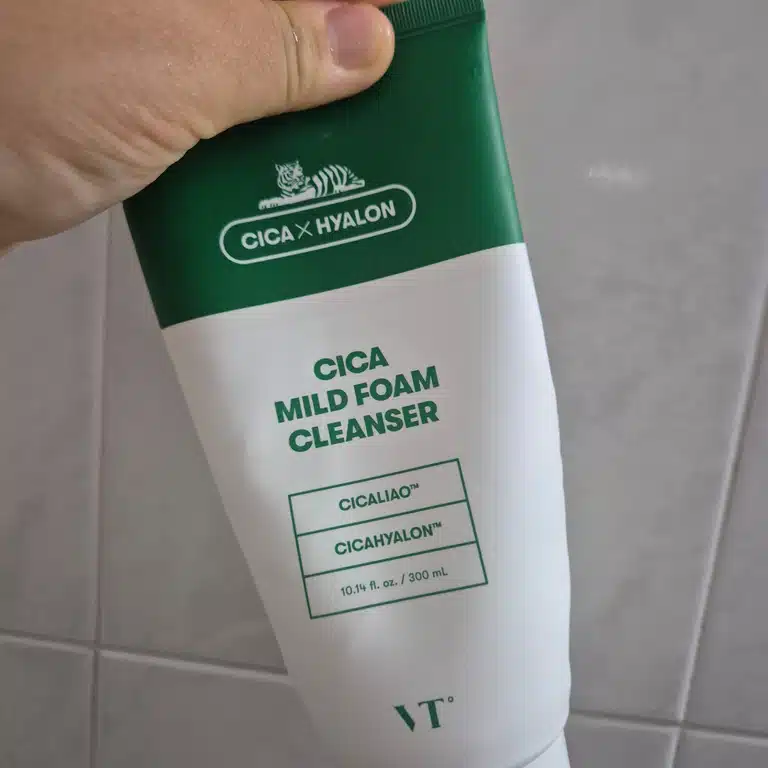 CICA × HYALON
CICA
MILD FOAM
CLEANSER
CICALIAO™
CICAHYALON™
10.14 fl. oz. / 300 mL
VT°